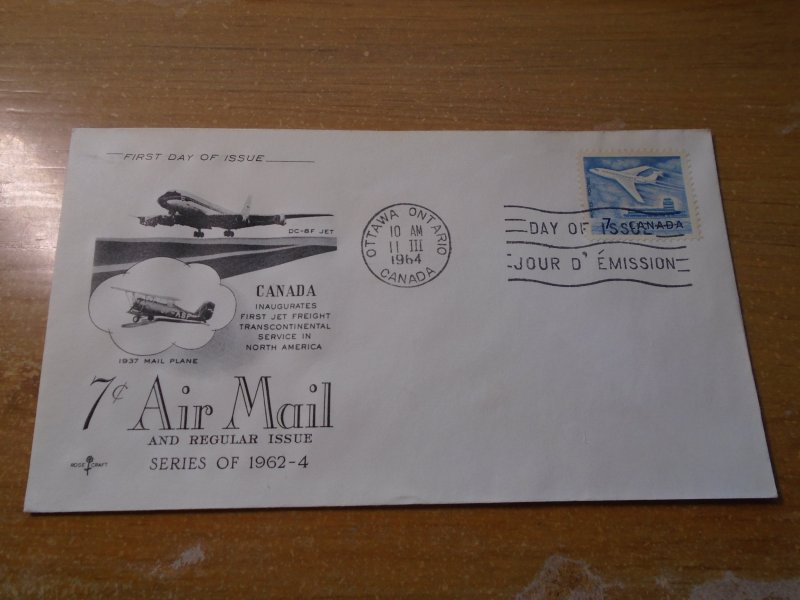 FIRST DAY OF ISSUE
DC-8F JET
CANADA
INAUGURATES
FIRST JET FREIGHT
TRANSCONTINENTAL
SERVICE IN
NORTH AMERICA
1937 MAIL PLANE
7¢ Air Mail
AND REGULAR ISSUE
SERIES OF 1962-4
ROSE CRAFT
OTTAWA ONTARIO
10 AM
11 III
1964
CANADA
7 CANADA
DAY OF ISSUE
JOUR D' ÉMISSION